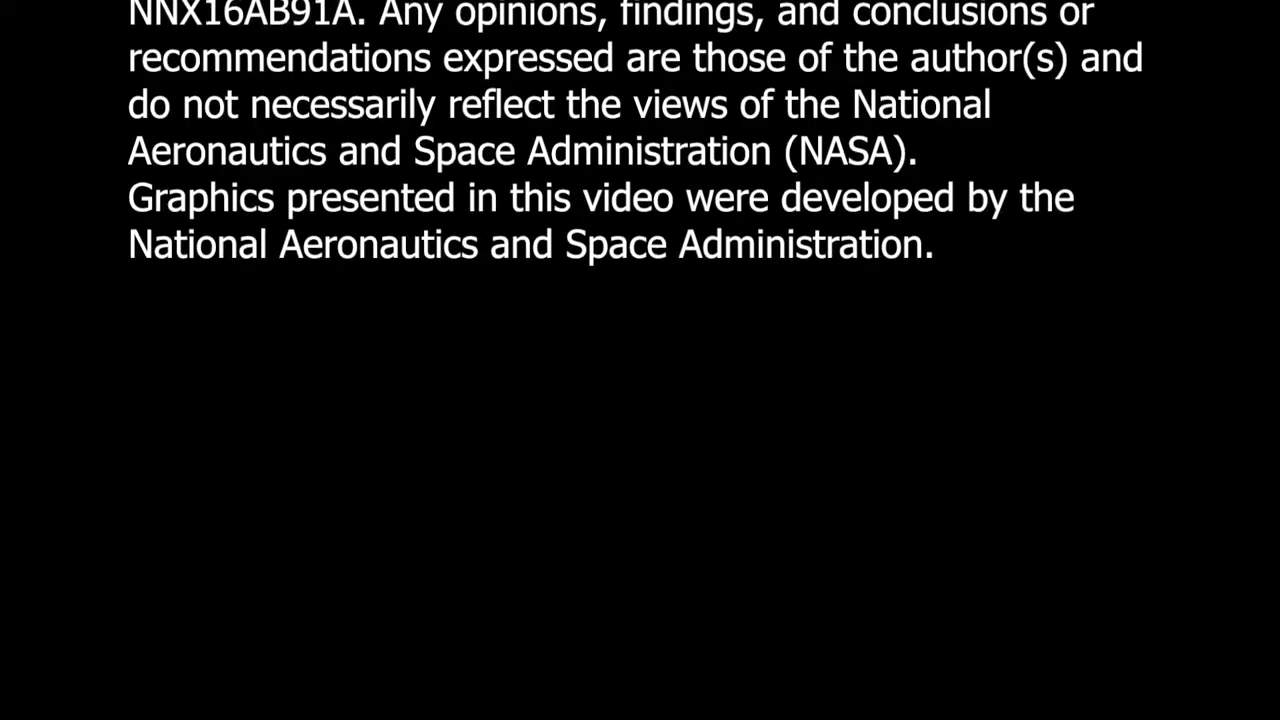 NNX16AB91A. Any opinions, findings, and conclusions or
recommendations expressed are those of the author(s) and
do not necessarily reflect the views of the National
Aeronautics and Space Administration (NASA).
Graphics presented in this video were developed by the
National Aeronautics and Space Administration.